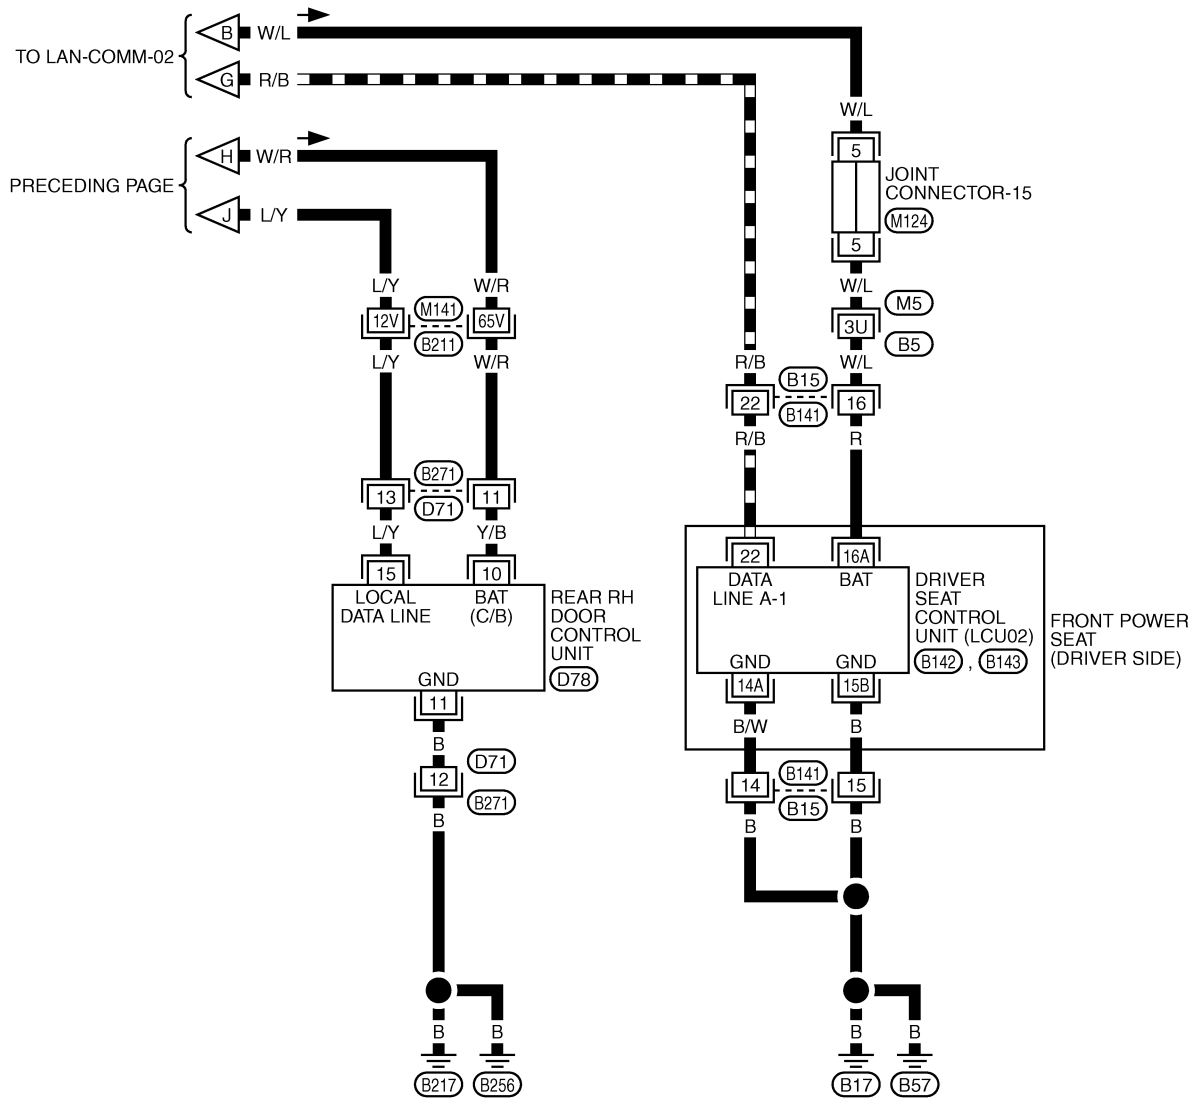 B W/L
TO LAN-COMM-02
G R/B
H W/R
PRECEDING PAGE
J L/Y
W/L
5
JOINT
CONNECTOR-15
M124
5
L/Y W/R W/L
12V M141 65V
B211
M5
3U
B5
L/Y W/R R/B W/L
22 B15 16
B141
R/B R
13 B271 11
D71
L/Y Y/B
15 10
LOCAL
DATA LINE
BAT
(C/B)
REAR RH
DOOR
CONTROL
UNIT
D78
GND
11
B
12
D71
B271
B
B B
B217 B256
22 16A
DATA
LINE A-1
BAT
DRIVER
SEAT
CONTROL
UNIT (LCU02)
B142 , B143
FRONT POWER
SEAT
(DRIVER SIDE)
GND GND
14A 15B
B/W B
14 B141 15
B15
B B
B B
B17 B57